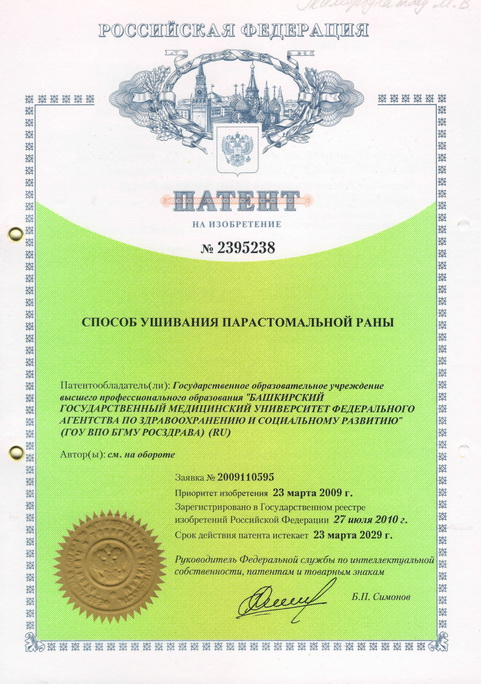 РОССИЙСКАЯ ФЕДЕРАЦИЯ
ПАТЕНТ
НА ИЗОБРЕТЕНИЕ
№ 2395238
СПОСОБ УШИВАНИЯ ПАРАСТОМАЛЬНОЙ РАНЫ
Патентообладатель(ли): Государственное образовательное учреждение
высшего профессионального образования "БАШКИРСКИЙ
ГОСУДАРСТВЕННЫЙ МЕДИЦИНСКИЙ УНИВЕРСИТЕТ ФЕДЕРАЛЬНОГО
АГЕНТСТВА ПО ЗДРАВООХРАНЕНИЮ И СОЦИАЛЬНОМУ РАЗВИТИЮ"
(ГОУ ВПО БГМУ РОСЗДРАВА) (RU)
Автор(ы): см. на обороте
Заявка № 2009110595
Приоритет изобретения 23 марта 2009 г.
Зарегистрировано в Государственном реестре
изобретений Российской Федерации 27 июля 2010 г.
Срок действия патента истекает 23 марта 2029 г.
Руководитель Федеральной службы по интеллектуальной
собственности, патентам и товарным знакам
Б.П. Симонов